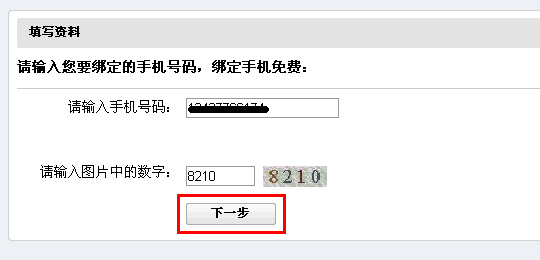 填写资料
请输入您要绑定的手机号码，绑定手机免费：
请输入手机号码：
请输入图片中的数字： 8210 8210
下一步